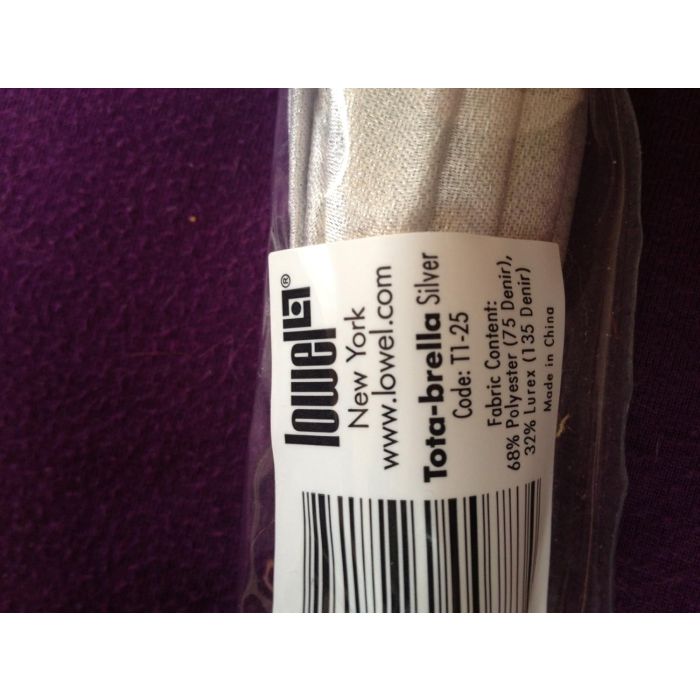 lowel®
New York
www.lowel.com
Tota-brella Silver
Code: T1-25
Fabric Content:
68% Polyester (75 Denir),
32% Lurex (135 Denir)
Made in China